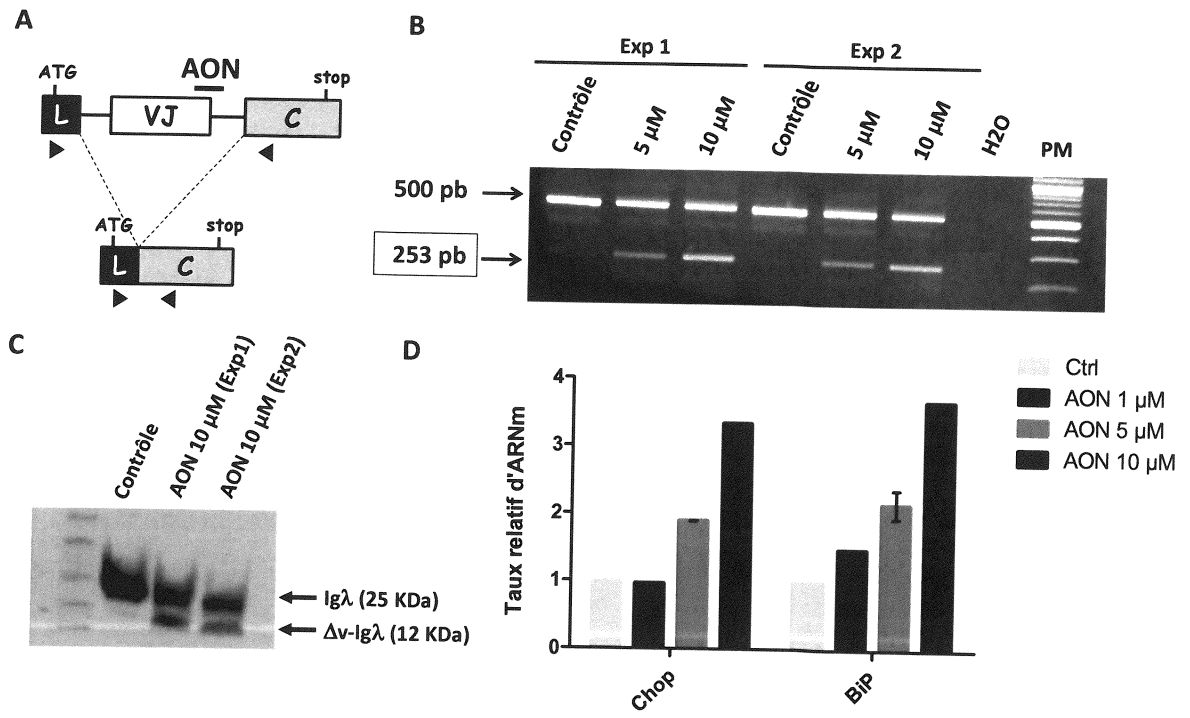 A
ATG
AON
stop
L
VJ
C
ATG
stop
L
C
B
Exp 1
Exp 2
Contrôle
5 µM
10 µM
Contrôle
5 µM
10 µM
H2O
PM
500 pb
253 pb
C
Contrôle
AON 10 µM (Exp1)
AON 10 µM (Exp2)
Igλ (25 KDa)
Δv-Igλ (12 KDa)
D
Taux relatif d'ARNm
4
3
2
1
0
Chop
BiP
Ctrl
AON 1 µM
AON 5 µM
AON 10 µM